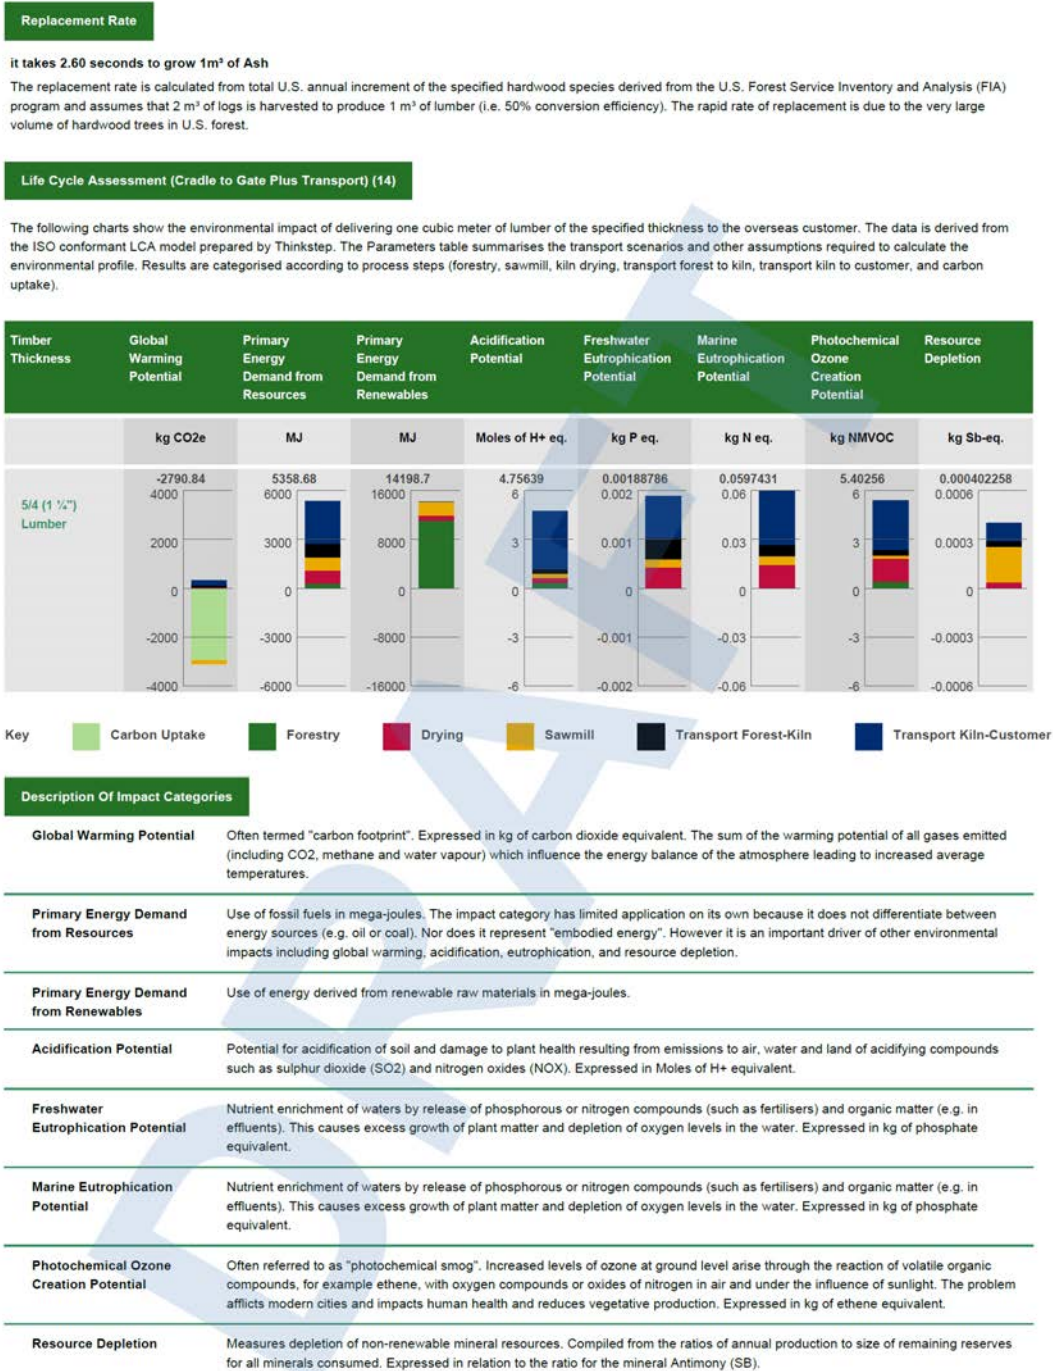 Replacement Rate
it takes 2.60 seconds to grow 1m³ of Ash
The replacement rate is calculated from total U.S. annual increment of the specified hardwood species derived from the U.S. Forest Service Inventory and Analysis (FIA)
program and assumes that 2 m³ of logs is harvested to produce 1 m³ of lumber (i.e. 50% conversion efficiency). The rapid rate of replacement is due to the very large
volume of hardwood trees in U.S. forest.
Life Cycle Assessment (Cradle to Gate Plus Transport) (14)
The following charts show the environmental impact of delivering one cubic meter of lumber of the specified thickness to the overseas customer. The data is derived from
the ISO conformant LCA model prepared by Thinkstep. The Parameters table summarises the transport scenarios and other assumptions required to calculate the
environmental profile. Results are categorised according to process steps (forestry, sawmill, kiln drying, transport forest to kiln, transport kiln to customer, and carbon
uptake).
Timber Thickness
Global Warming Potential
Primary Energy Demand from Resources
Primary Energy Demand from Renewables
Acidification Potential
Freshwater Eutrophication Potential
Marine Eutrophication Potential
Photochemical Ozone Creation Potential
Resource Depletion
kg CO2e MJ MJ Moles of H+ eq. kg P eq. kg N eq. kg NMVOC kg Sb-eq.
5/4 (1 ¼")
Lumber
-2790.84
4000
2000
0
-2000
-4000
5358.68
6000
3000
0
-3000
-6000
14198.7
16000
8000
0
-8000
-16000
4.75639
6
3
0
-3
-6
0.00188786
0.002
0.001
0
-0.001
-0.002
0.0597431
0.06
0.03
0
-0.03
-0.06
5.40256
6
3
0
-3
-6
0.000402258
0.0006
0.0003
0
-0.0003
-0.0006
Key Carbon Uptake Forestry Drying Sawmill Transport Forest-Kiln Transport Kiln-Customer
Description Of Impact Categories
Global Warming Potential
Often termed "carbon footprint". Expressed in kg of carbon dioxide equivalent. The sum of the warming potential of all gases emitted
(including CO2, methane and water vapour) which influence the energy balance of the atmosphere leading to increased average
temperatures.
Primary Energy Demand
from Resources
Use of fossil fuels in mega-joules. The impact category has limited application on its own because it does not differentiate between
energy sources (e.g. oil or coal). Nor does it represent "embodied energy". However it is an important driver of other environmental
impacts including global warming, acidification, eutrophication, and resource depletion.
Primary Energy Demand
from Renewables
Use of energy derived from renewable raw materials in mega-joules.
Acidification Potential
Potential for acidification of soil and damage to plant health resulting from emissions to air, water and land of acidifying compounds
such as sulphur dioxide (SO2) and nitrogen oxides (NOX). Expressed in Moles of H+ equivalent.
Freshwater
Eutrophication Potential
Nutrient enrichment of waters by release of phosphorous or nitrogen compounds (such as fertilisers) and organic matter (e.g. in
effluents). This causes excess growth of plant matter and depletion of oxygen levels in the water. Expressed in kg of phosphate
equivalent.
Marine Eutrophication
Potential
Nutrient enrichment of waters by release of phosphorous or nitrogen compounds (such as fertilisers) and organic matter (e.g. in
effluents). This causes excess growth of plant matter and depletion of oxygen levels in the water. Expressed in kg of phosphate
equivalent.
Photochemical Ozone
Creation Potential
Often referred to as "photochemical smog". Increased levels of ozone at ground level arise through the reaction of volatile organic
compounds, for example ethene, with oxygen compounds or oxides of nitrogen in air and under the influence of sunlight. The problem
afflicts modern cities and impacts human health and reduces vegetative production. Expressed in kg of ethene equivalent.
Resource Depletion
Measures depletion of non-renewable mineral resources. Compiled from the ratios of annual production to size of remaining reserves
for all minerals consumed. Expressed in relation to the ratio for the mineral Antimony (SB).
DRAFT